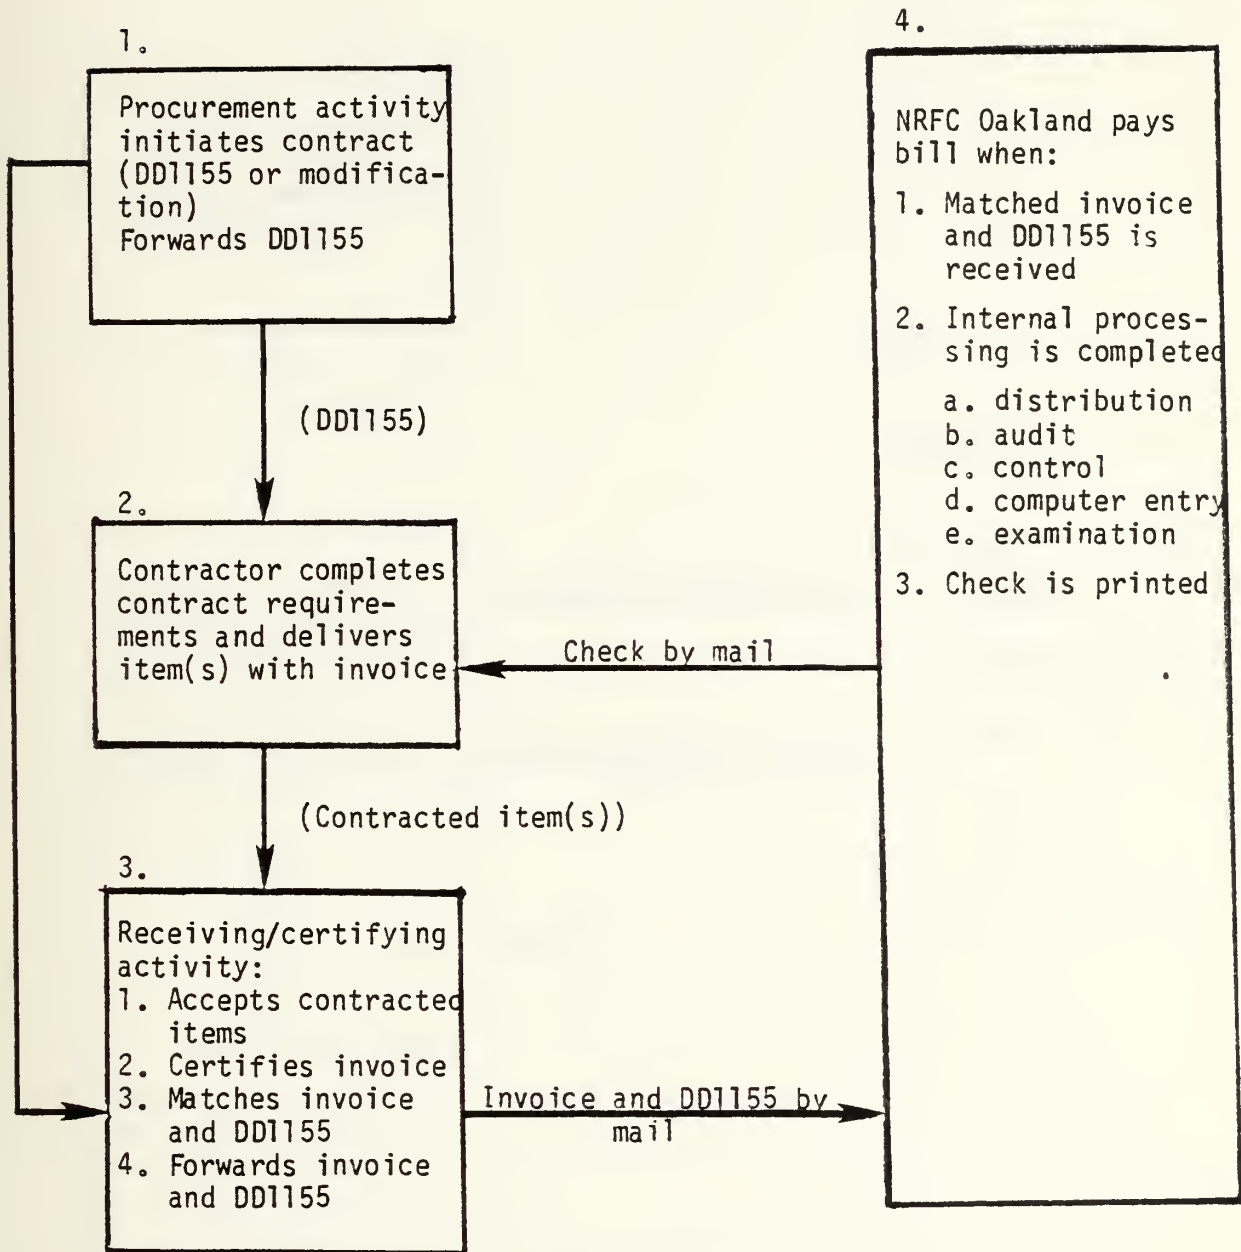 1.
Procurement activity
initiates contract
(DD1155 or modifica-
tion)
Forwards DD1155
(DD1155)
2.
Contractor completes
contract require-
ments and delivers
item(s) with invoice
Check by mail
(Contracted item(s))
3.
Receiving/certifying
activity:
1. Accepts contracted
items
2. Certifies invoice
3. Matches invoice
and DD1155
4. Forwards invoice
and DD1155
Invoice and DD1155 by
mail
4.
NRFC Oakland pays
bill when:
1. Matched invoice
and DD1155 is
received
2. Internal proces-
sing is completed
a. distribution
b. audit
c. control
d. computer entry
e. examination
3. Check is printed